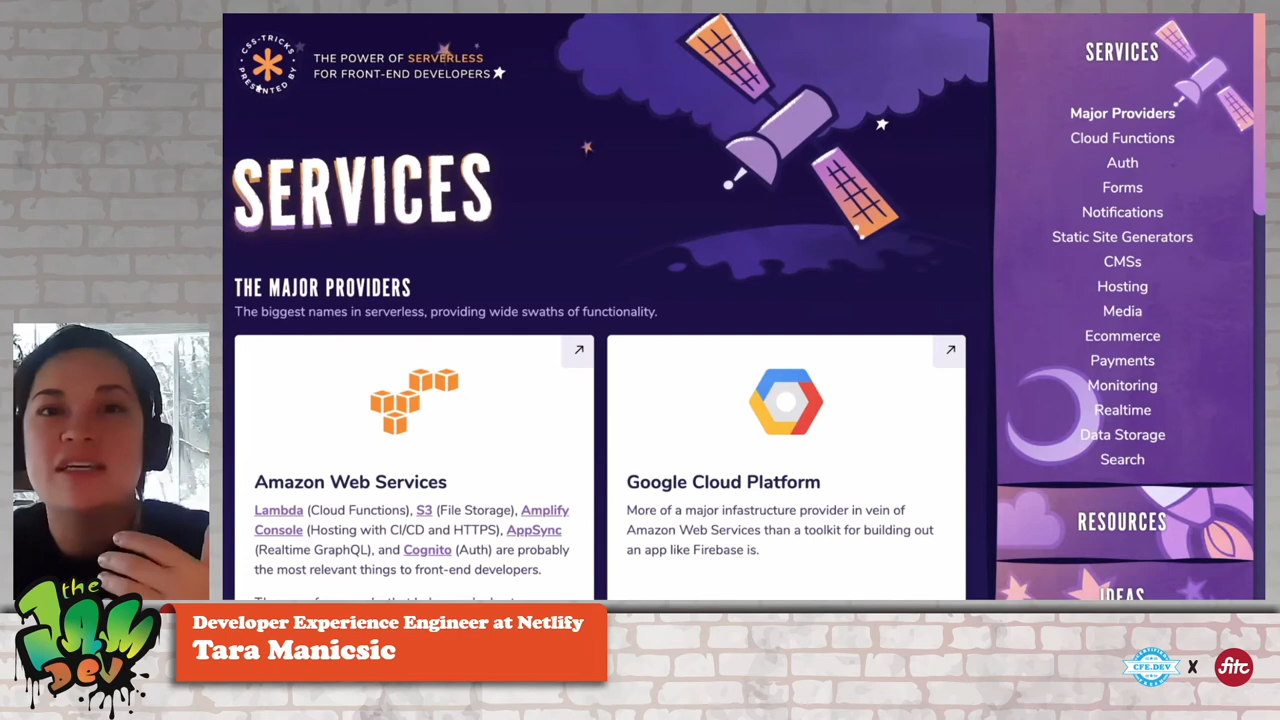 CSS-TRICKS
PRESENTED BY
THE POWER OF SERVERLESS
FOR FRONT-END DEVELOPERS
SERVICES
THE MAJOR PROVIDERS
The biggest names in serverless, providing wide swaths of functionality.
Amazon Web Services
Lambda (Cloud Functions), S3 (File Storage), Amplify
Console (Hosting with CI/CD and HTTPS), AppSync
(Realtime GraphQL), and Cognito (Auth) are probably
the most relevant things to front-end developers.
Google Cloud Platform
More of a major infastructure provider in vein of
Amazon Web Services than a toolkit for building out
an app like Firebase is.
SERVICES
Major Providers
Cloud Functions
Auth
Forms
Notifications
Static Site Generators
CMSs
Hosting
Media
Ecommerce
Payments
Monitoring
Realtime
Data Storage
Search
RESOURCES
IDEAS
the
JAM
DEV
Developer Experience Engineer at Netlify
Tara Manicsic
CFE.DEV X fitc